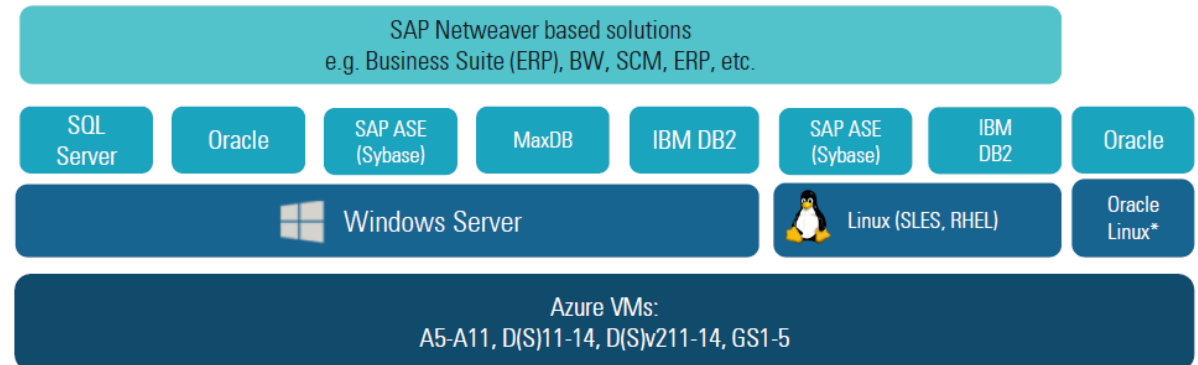 SAP Netweaver based solutions
e.g. Business Suite (ERP), BW, SCM, ERP, etc.
SQL
Server
Oracle
SAP ASE
(Sybase)
MaxDB
IBM DB2
SAP ASE
(Sybase)
IBM
DB2
Oracle
Windows Server
Linux (SLES, RHEL)
Oracle
Linux*
Azure VMs:
A5-A11, D(S)11-14, D(S)v211-14, GS1-5